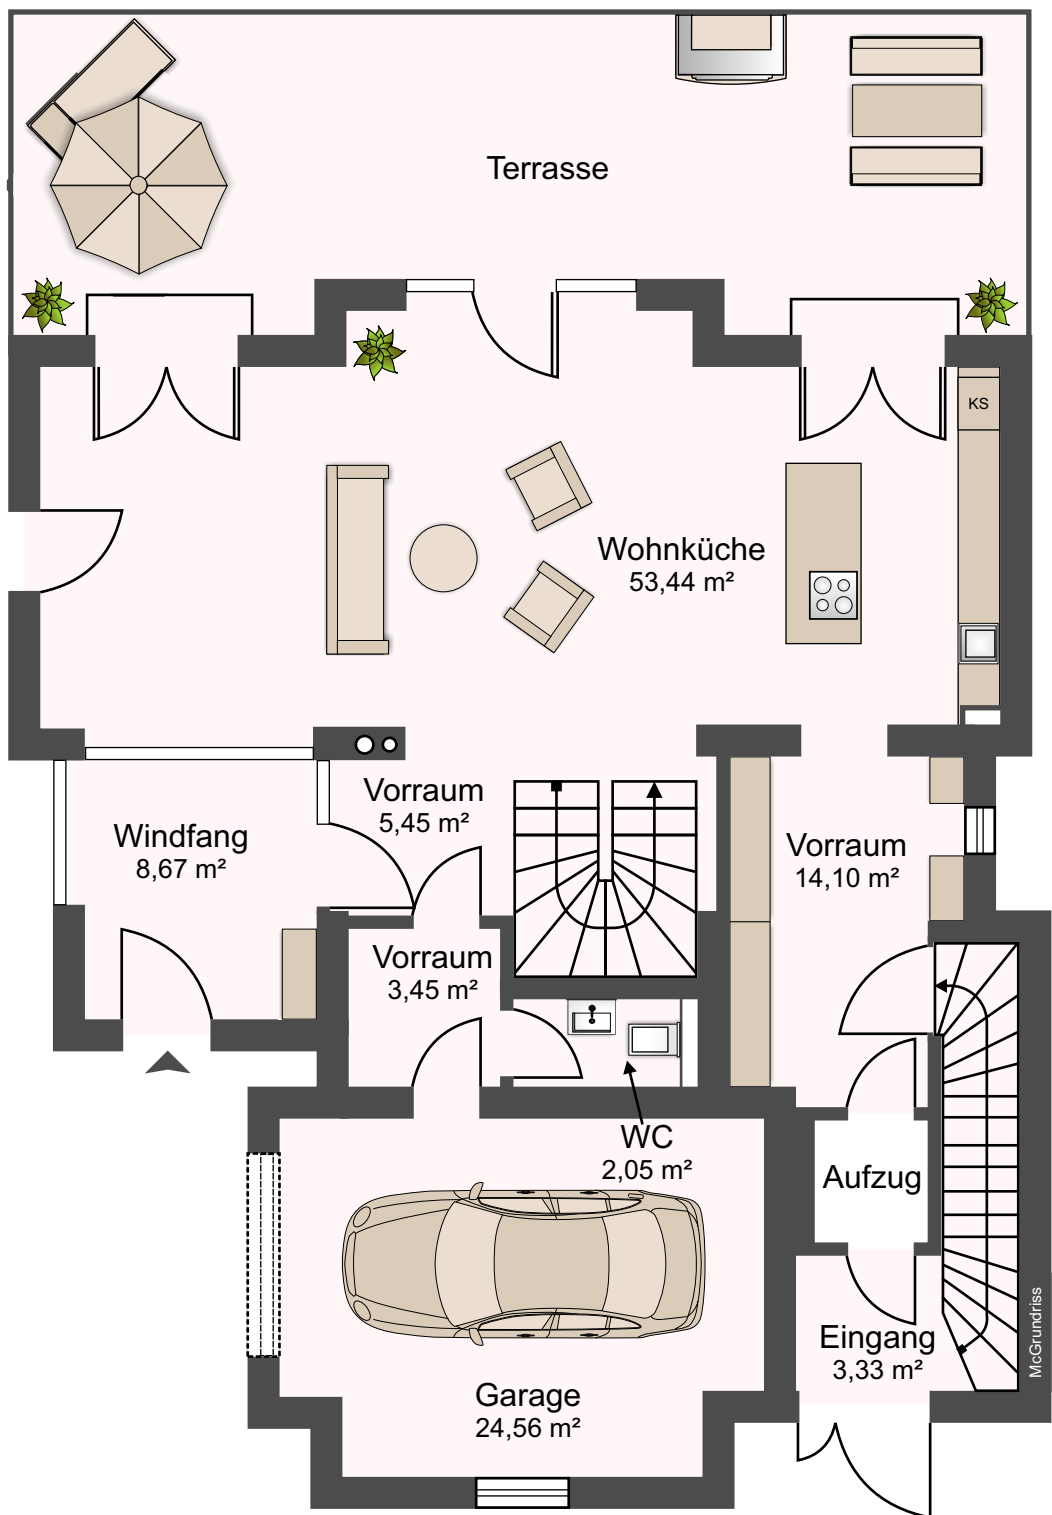 Terrasse
KS
Wohnküche
53,44 m²
Vorraum
5,45 m²
Windfang
8,67 m²
Vorraum
14,10 m²
Vorraum
3,45 m²
WC
2,05 m²
Aufzug
Eingang
3,33 m²
McGrundriss
Garage
24,56 m²